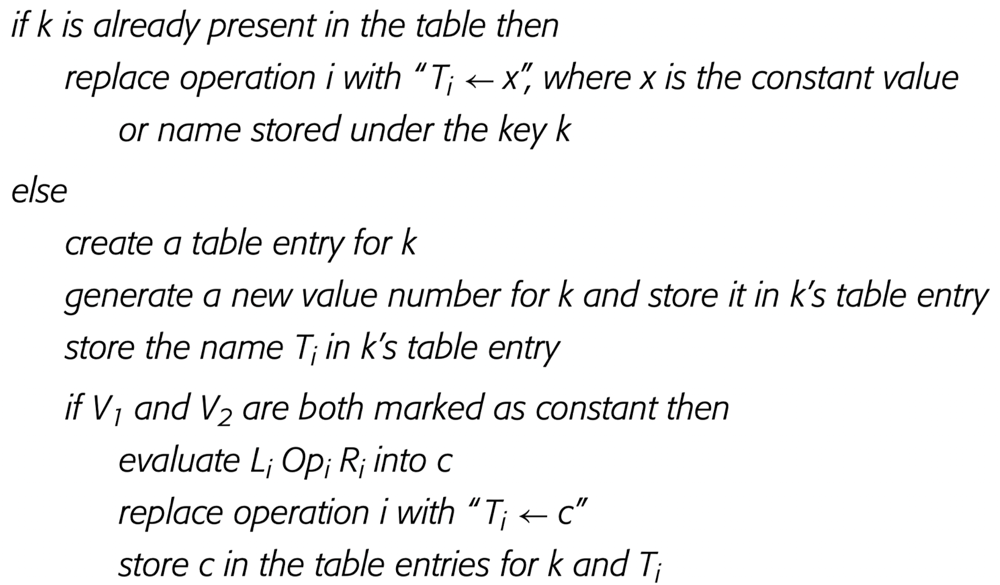 if k is already present in the table then
replace operation i with “Tᵢ ← x”, where x is the constant value
or name stored under the key k
else
create a table entry for k
generate a new value number for k and store it in k’s table entry
store the name Tᵢ in k’s table entry
if V₁ and V₂ are both marked as constant then
evaluate Lᵢ Opᵢ Rᵢ into c
replace operation i with “Tᵢ ← c”
store c in the table entries for k and Tᵢ